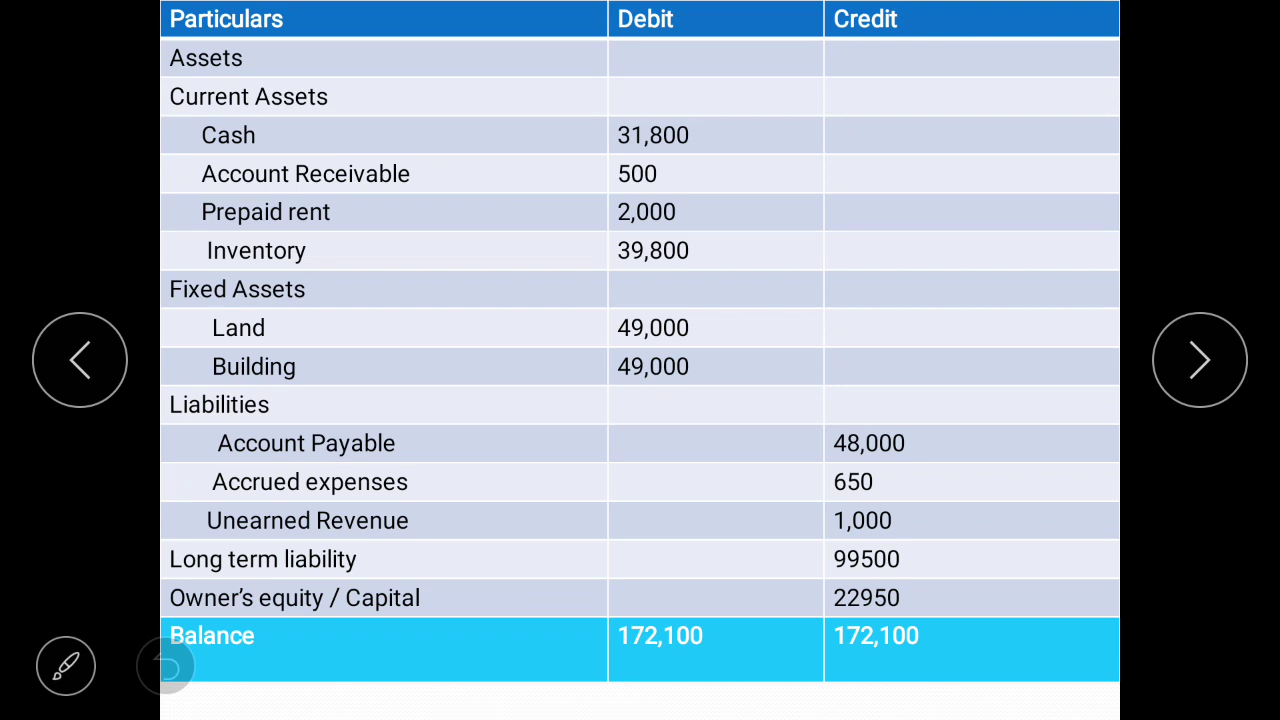 Particulars Debit Credit
Assets
Current Assets
Cash 31,800
Account Receivable 500
Prepaid rent 2,000
Inventory 39,800
Fixed Assets
Land 49,000
Building 49,000
Liabilities
Account Payable 48,000
Accrued expenses 650
Unearned Revenue 1,000
Long term liability 99500
Owner’s equity / Capital 22950
Balance 172,100 172,100